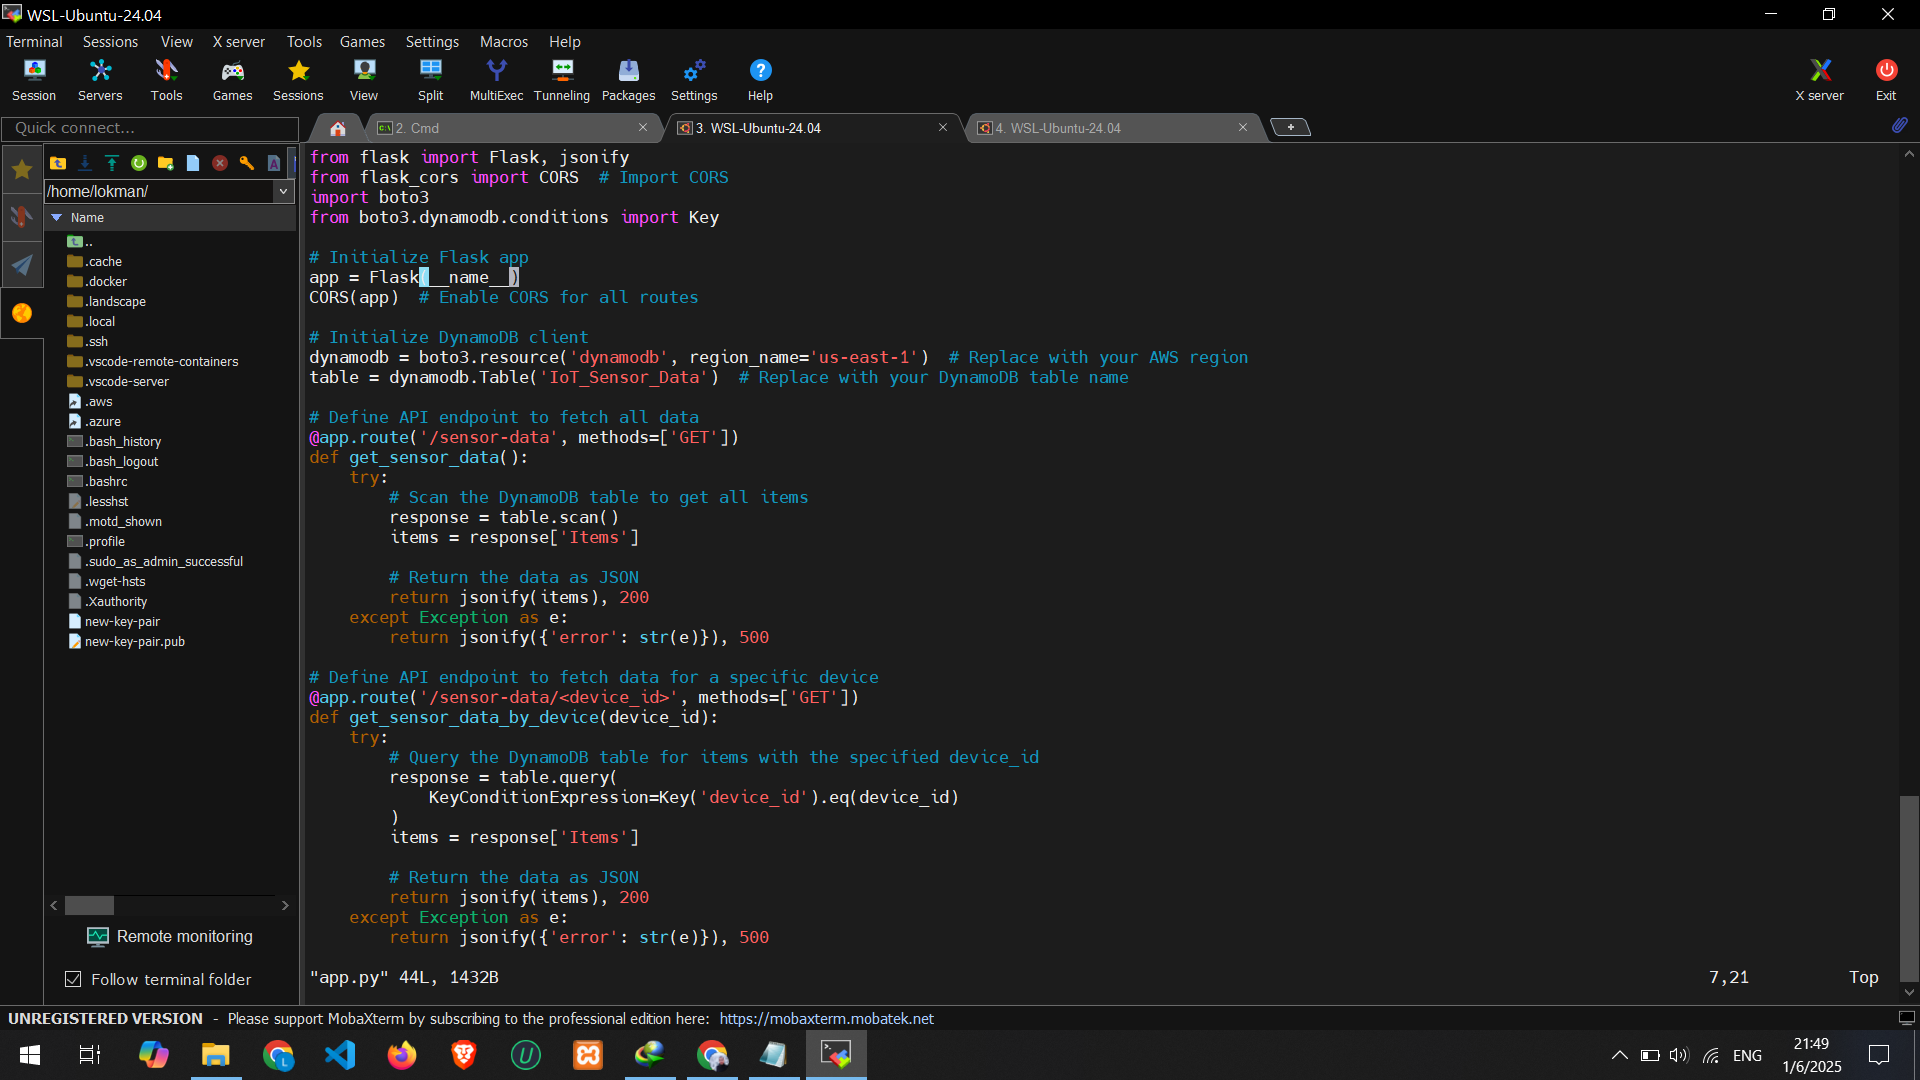 WSL-Ubuntu-24.04
Terminal Sessions View X server Tools Games Settings Macros Help
Session Servers Tools Games Sessions View Split MultiExec Tunneling Packages Settings Help X server Exit
Quick connect...
2. Cmd
3. WSL-Ubuntu-24.04
4. WSL-Ubuntu-24.04
/home/lokman/
Name
..
.cache
.docker
.landscape
.local
.ssh
.vscode-remote-containers
.vscode-server
.aws
.azure
.bash_history
.bash_logout
.bashrc
.lesshst
.motd_shown
.profile
.sudo_as_admin_successful
.wget-hsts
.Xauthority
new-key-pair
new-key-pair.pub
Remote monitoring
Follow terminal folder
from flask import Flask, jsonify
from flask_cors import CORS  # Import CORS
import boto3
from boto3.dynamodb.conditions import Key
# Initialize Flask app
app = Flask(__name__)
CORS(app)  # Enable CORS for all routes
# Initialize DynamoDB client
dynamodb = boto3.resource('dynamodb', region_name='us-east-1')  # Replace with your AWS region
table = dynamodb.Table('IoT_Sensor_Data')  # Replace with your DynamoDB table name
# Define API endpoint to fetch all data
@app.route('/sensor-data', methods=['GET'])
def get_sensor_data():
    try:
        # Scan the DynamoDB table to get all items
        response = table.scan()
        items = response['Items']
        # Return the data as JSON
        return jsonify(items), 200
    except Exception as e:
        return jsonify({'error': str(e)}), 500
# Define API endpoint to fetch data for a specific device
@app.route('/sensor-data/<device_id>', methods=['GET'])
def get_sensor_data_by_device(device_id):
    try:
        # Query the DynamoDB table for items with the specified device_id
        response = table.query(
            KeyConditionExpression=Key('device_id').eq(device_id)
        )
        items = response['Items']
        # Return the data as JSON
        return jsonify(items), 200
    except Exception as e:
        return jsonify({'error': str(e)}), 500
"app.py" 44L, 1432B 7,21 Top
UNREGISTERED VERSION - Please support MobaXterm by subscribing to the professional edition here: https://mobaxterm.mobatek.net
ENG
21:49
1/6/2025